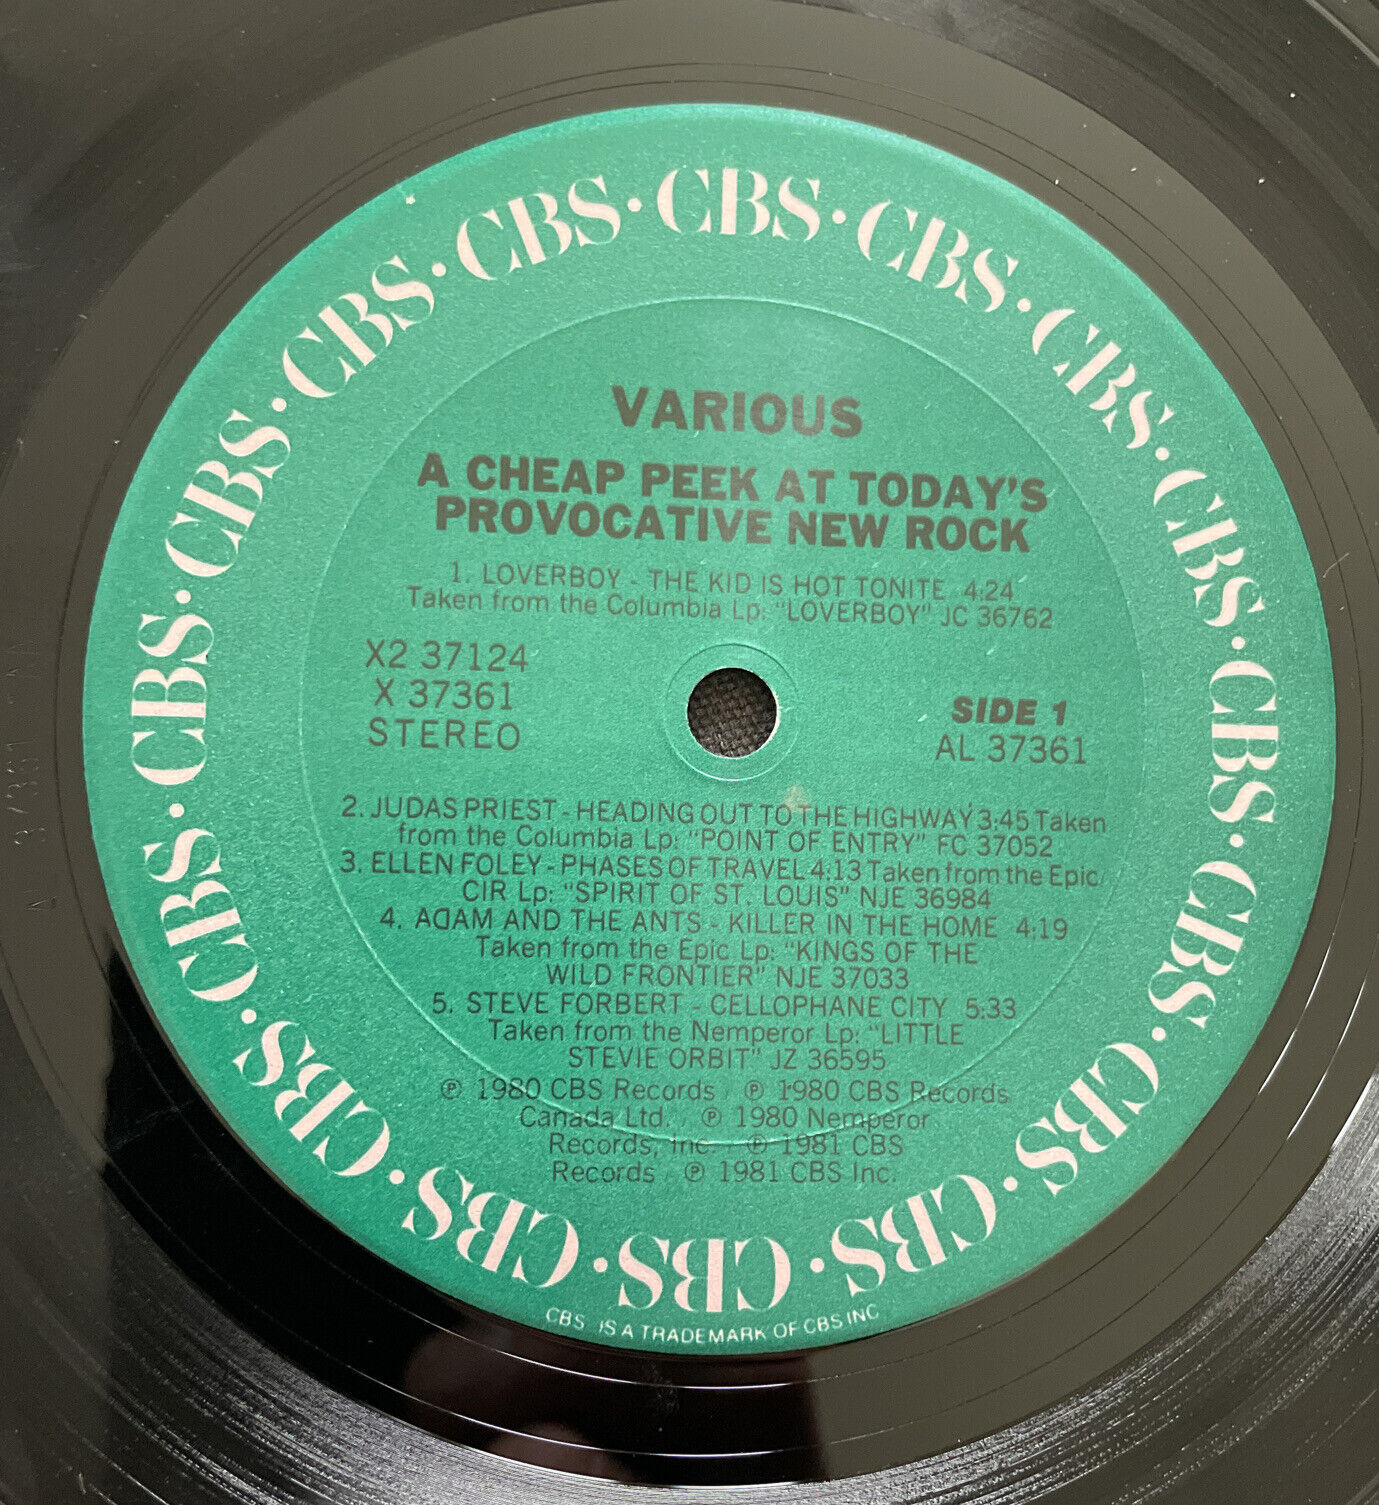 CBS · CBS · CBS · CBS · CBS · CBS · CBS · CBS · CBS · CBS · CBS · CBS · CBS · CBS · CBS · CBS · CBS ·
VARIOUS
A CHEAP PEEK AT TODAY'S
PROVOCATIVE NEW ROCK
1. LOVERBOY - THE KID IS HOT TONITE 4:24
Taken from the Columbia Lp: "LOVERBOY" JC 36762
X2 37124
X 37361
STEREO
SIDE 1
AL 37361
2. JUDAS PRIEST - HEADING OUT TO THE HIGHWAY 3:45 Taken
from the Columbia Lp: "POINT OF ENTRY" FC 37052
3. ELLEN FOLEY - PHASES OF TRAVEL 4:13 Taken from the Epic
CIR Lp: "SPIRIT OF ST. LOUIS" NJE 36984
4. ADAM AND THE ANTS - KILLER IN THE HOME 4:19
Taken from the Epic Lp: "KINGS OF THE
WILD FRONTIER" NJE 37033
5. STEVE FORBERT - CELLOPHANE CITY 5:33
Taken from the Nemperor Lp: "LITTLE
STEVIE ORBIT" JZ 36595
℗ 1980 CBS Records / ℗ 1980 CBS Records
Canada Ltd. / ℗ 1980 Nemperor
Records, Inc. / ℗ 1981 CBS
Records / ℗ 1981 CBS Inc.
CBS IS A TRADEMARK OF CBS INC